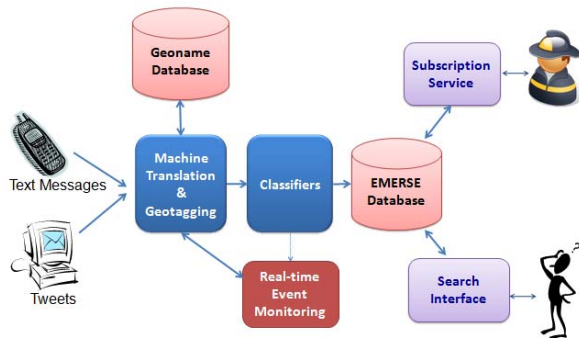 Geoname
Database
Subscription
Service
Text Messages
Machine
Translation
&
Geotagging
Classifiers
EMERSE
Database
Tweets
Real-time
Event
Monitoring
Search
Interface